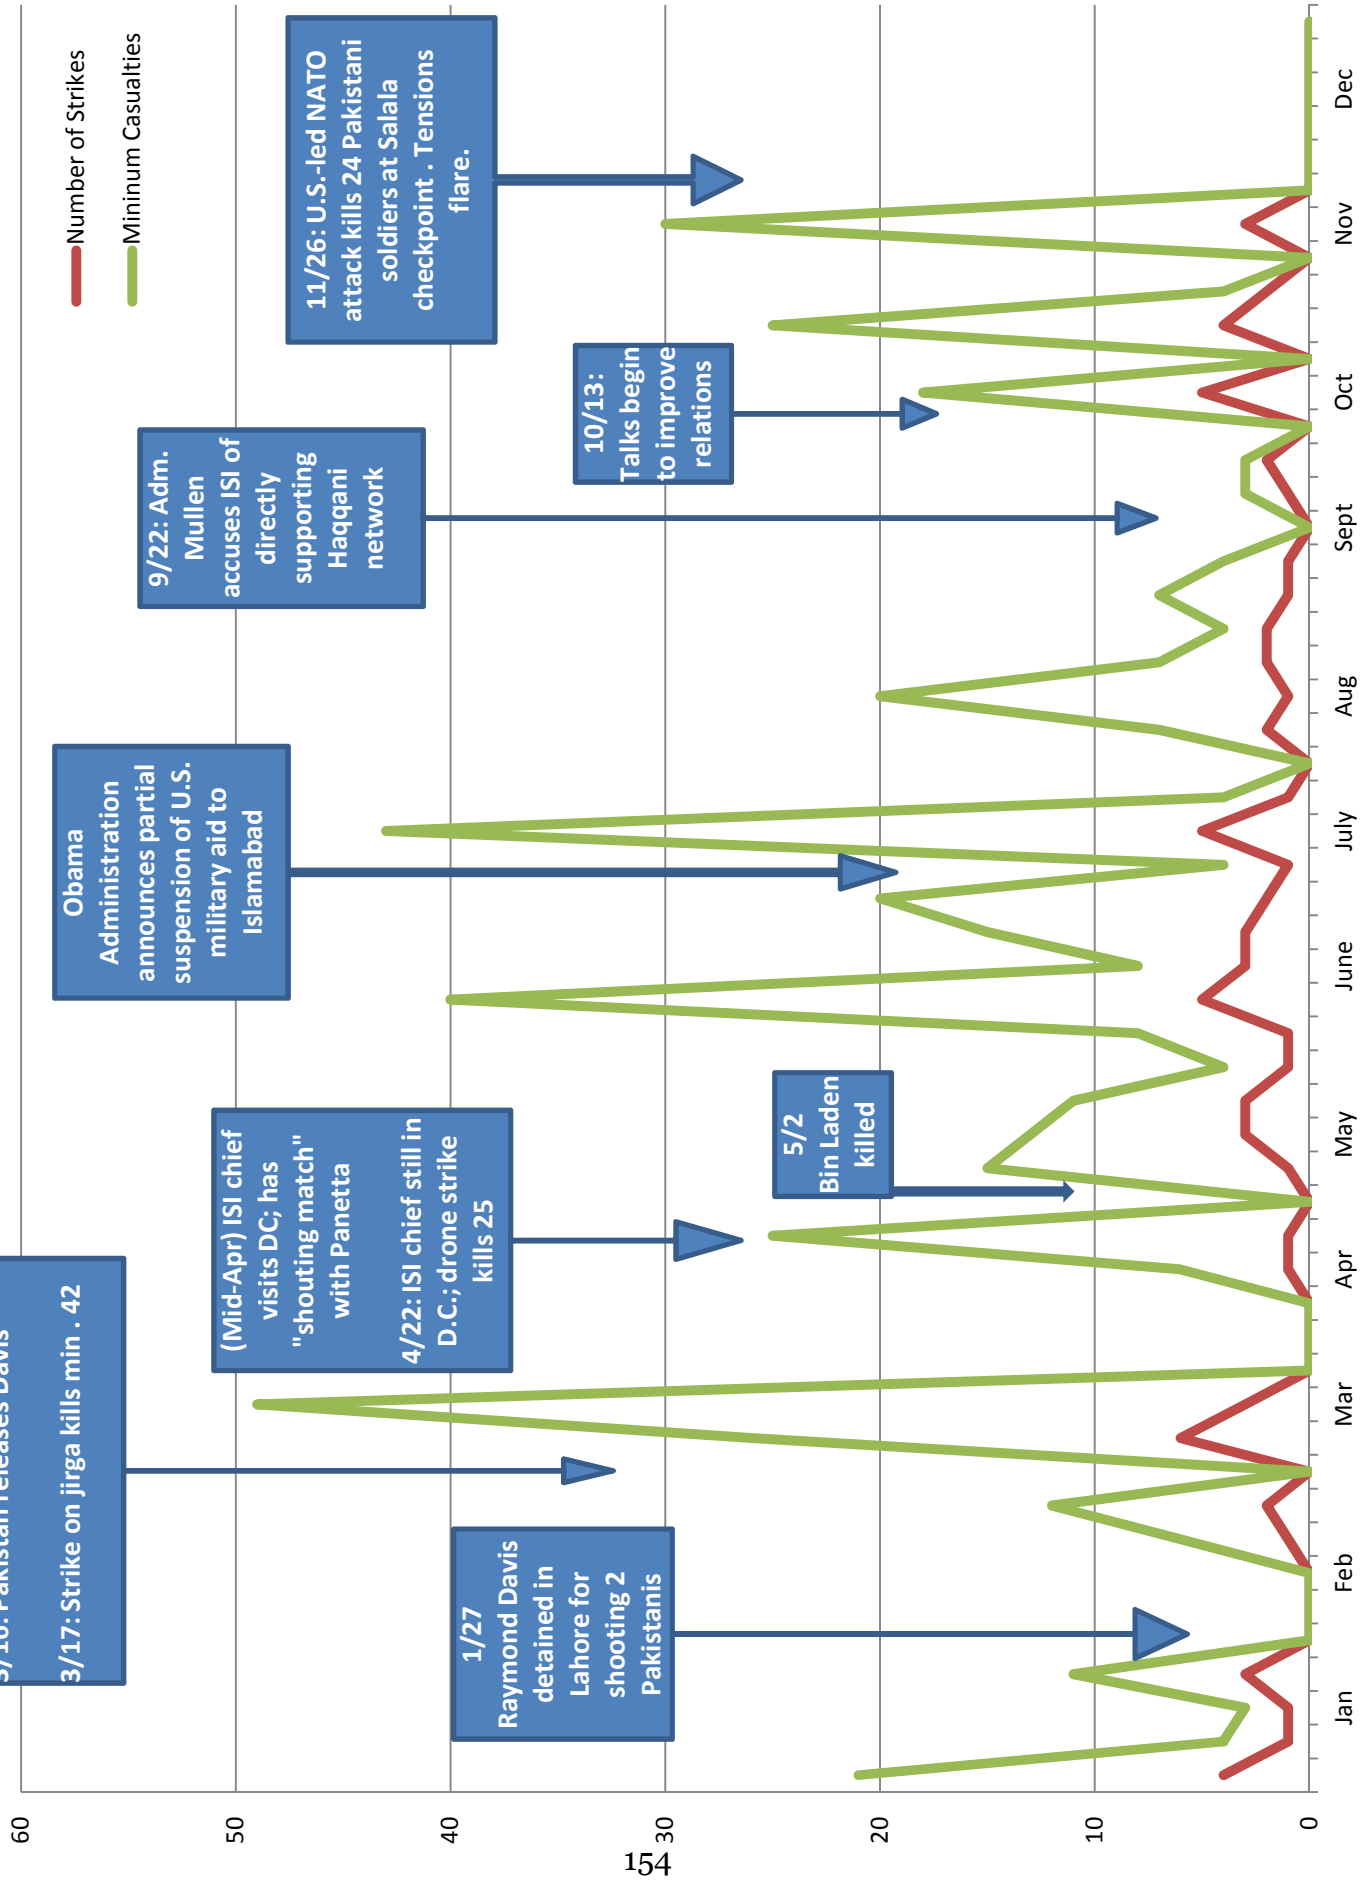 3/16: Pakistan releases Davis
3/17: Strike on jirga kills min . 42
(Mid-Apr) ISI chief
visits DC; has
"shouting match"
with Panetta
4/22: ISI chief still in
D.C.; drone strike
kills 25
Obama
Administration
announces partial
suspension of U.S.
military aid to
Islamabad
9/22: Adm.
Mullen
accuses ISI of
directly
supporting
Haqqani
network
11/26: U.S.-led NATO
attack kills 24 Pakistani
soldiers at Salala
checkpoint . Tensions
flare.
Number of Strikes
Mininum Casualties
1/27
Raymond Davis
detained in
Lahore for
shooting 2
Pakistanis
5/2
Bin Laden
killed
10/13:
Talks begin
to improve
relations
60
50
40
30
20
10
0
Jan
Feb
Mar
Apr
May
June
July
Aug
Sept
Oct
Nov
Dec
154